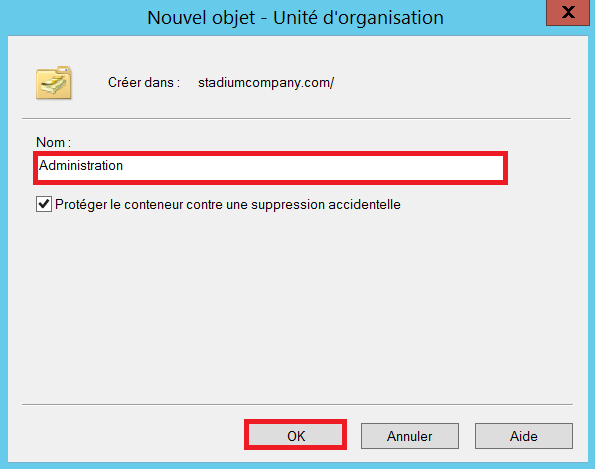 Nouvel objet - Unité d'organisation
X
Créer dans : stadiumcompany.com/
Nom :
Administration
Protéger le conteneur contre une suppression accidentelle
OK Annuler Aide